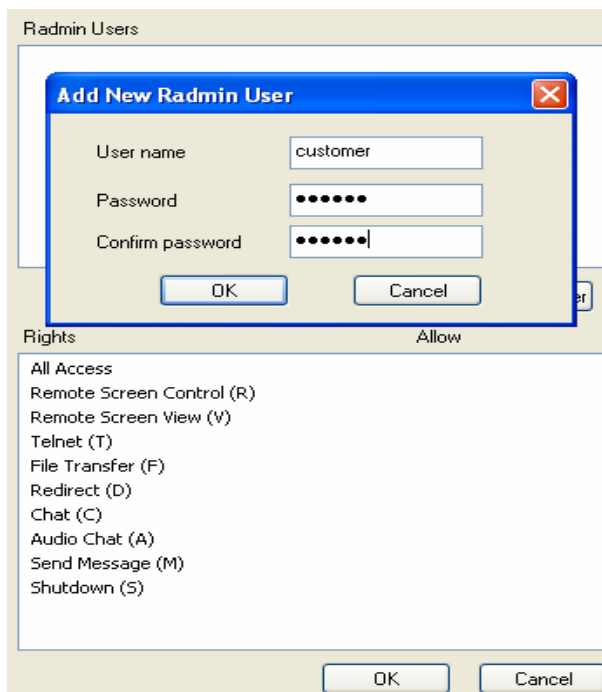 Radmin Users
Add New Radmin User
User name
customer
Password
••••••
Confirm password
••••••
OK
Cancel
Rights
Allow
All Access
Remote Screen Control (R)
Remote Screen View (V)
Telnet (T)
File Transfer (F)
Redirect (D)
Chat (C)
Audio Chat (A)
Send Message (M)
Shutdown (S)
OK
Cancel